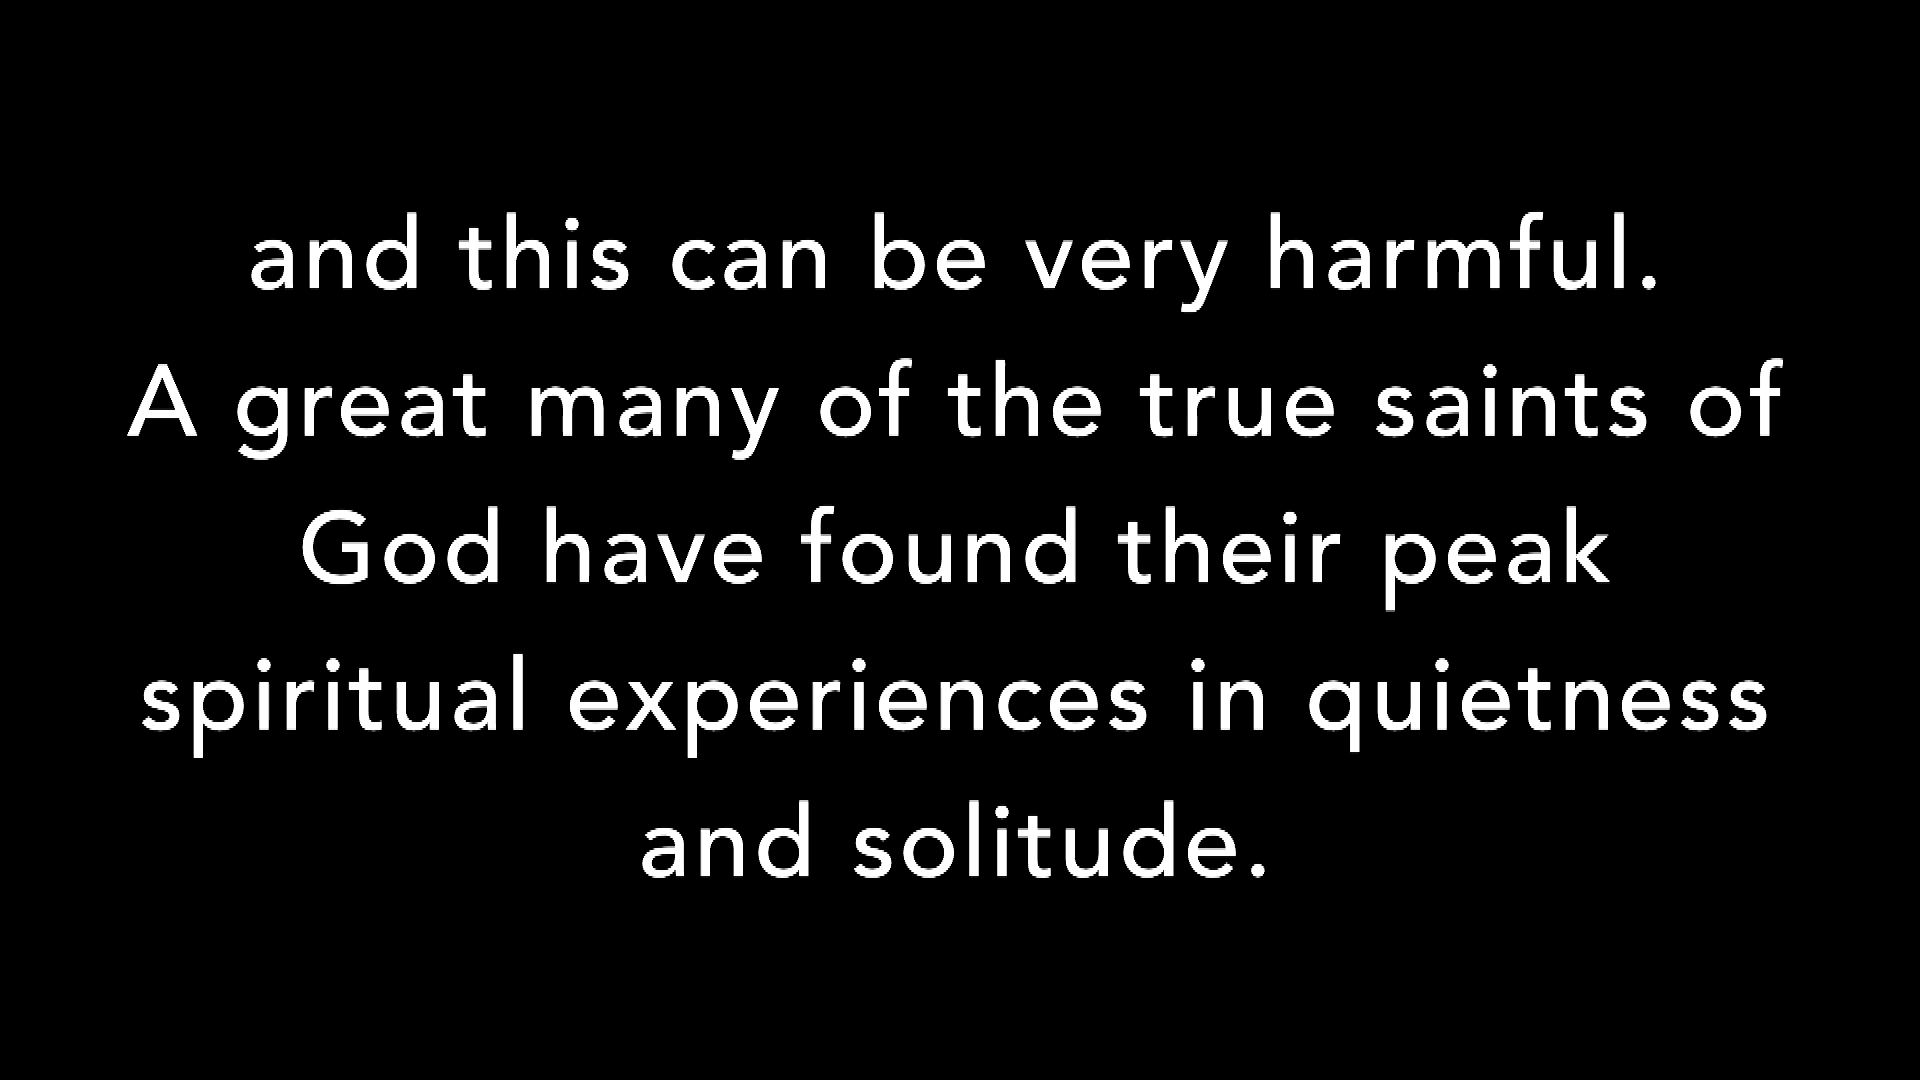 and this can be very harmful.
A great many of the true saints of
God have found their peak
spiritual experiences in quietness
and solitude.